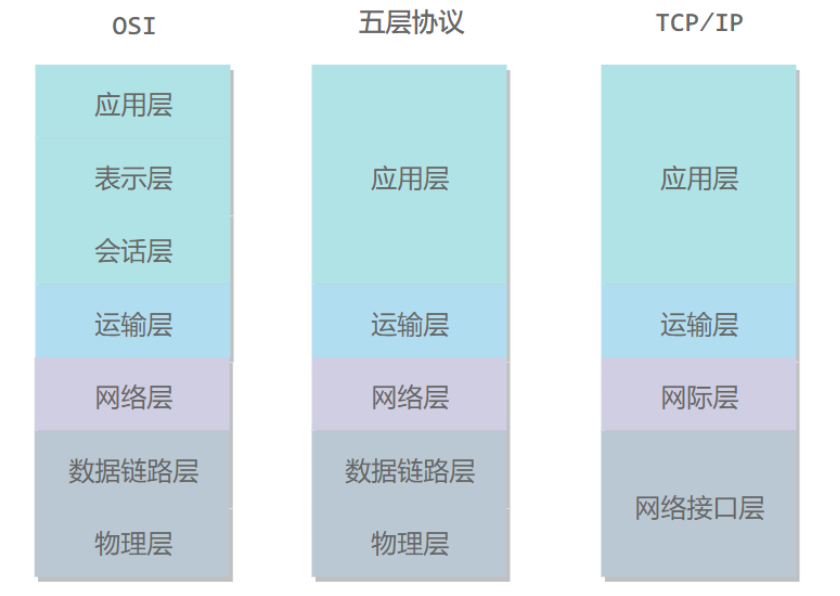 OSI
应用层
表示层
会话层
运输层
网络层
数据链路层
物理层
五层协议
应用层
运输层
网络层
数据链路层
物理层
TCP/IP
应用层
运输层
网际层
网络接口层